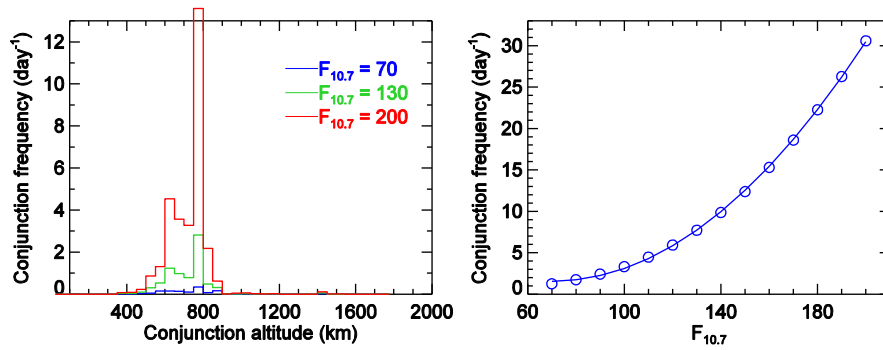 Conjunction frequency (day⁻¹)
12
10
8
6
4
2
0
F₁₀.₇ = 70
F₁₀.₇ = 130
F₁₀.₇ = 200
400 800 1200 1600 2000
Conjunction altitude (km)
Conjunction frequency (day⁻¹)
30
25
20
15
10
5
0
60 100 140 180
F₁₀.₇